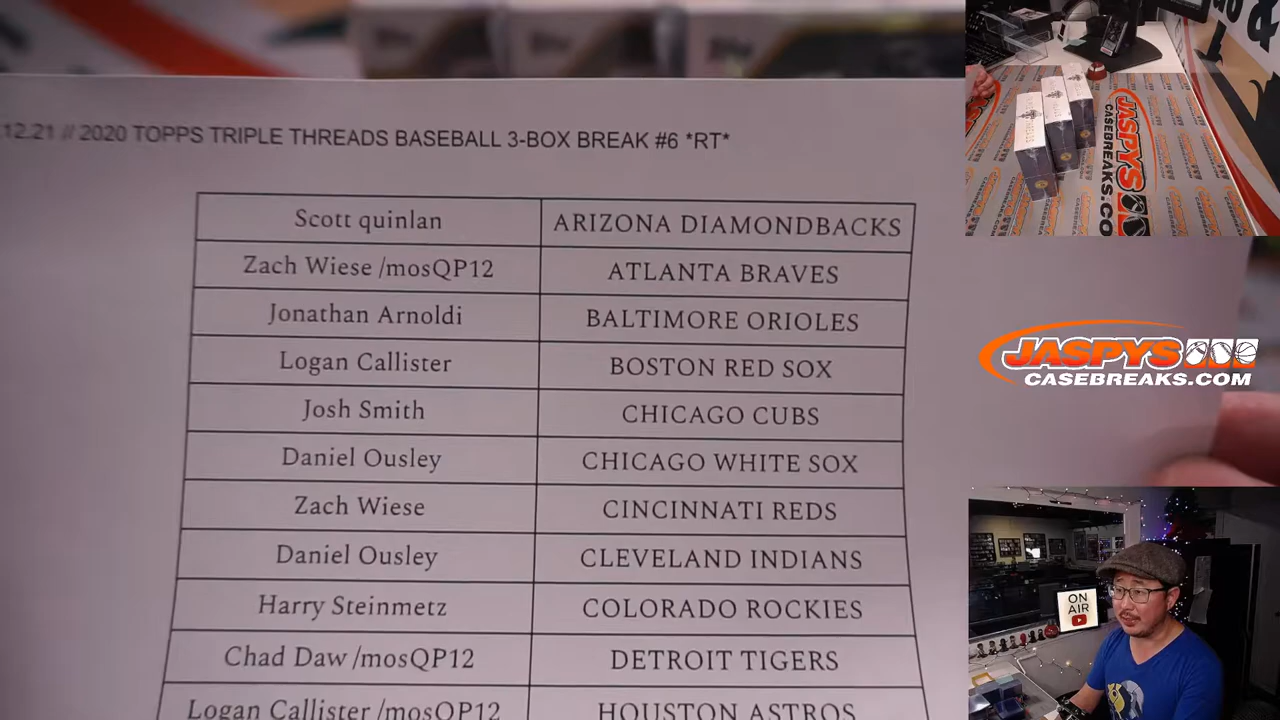 .12.21 // 2020 TOPPS TRIPLE THREADS BASEBALL 3-BOX BREAK #6 *RT*
Scott quinlan ARIZONA DIAMONDBACKS
Zach Wiese /mosQP12 ATLANTA BRAVES
Jonathan Arnoldi BALTIMORE ORIOLES
Logan Callister BOSTON RED SOX
Josh Smith CHICAGO CUBS
Daniel Ousley CHICAGO WHITE SOX
Zach Wiese CINCINNATI REDS
Daniel Ousley CLEVELAND INDIANS
Harry Steinmetz COLORADO ROCKIES
Chad Daw /mosQP12 DETROIT TIGERS
Logan Callister /mosQP12 HOUSTON ASTROS
JASPYS
CASEBREAKS.CO
JASPYS
CASEBREAKS.COM
ON
AIR